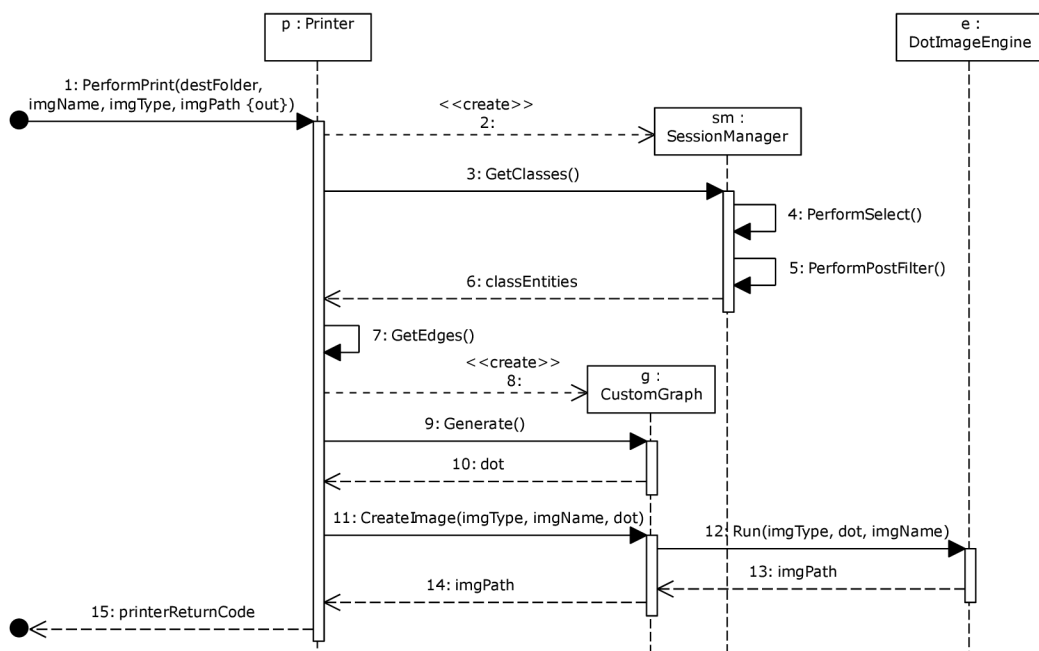 p : Printer
e :
DotImageEngine
1: PerformPrint(destFolder,
imgName, imgType, imgPath {out})
<<create>>
2:
sm :
SessionManager
3: GetClasses()
4: PerformSelect()
5: PerformPostFilter()
6: classEntities
7: GetEdges()
<<create>>
8:
g :
CustomGraph
9: Generate()
10: dot
11: CreateImage(imgType, imgName, dot)
12: Run(imgType, dot, imgName)
13: imgPath
14: imgPath
15: printerReturnCode